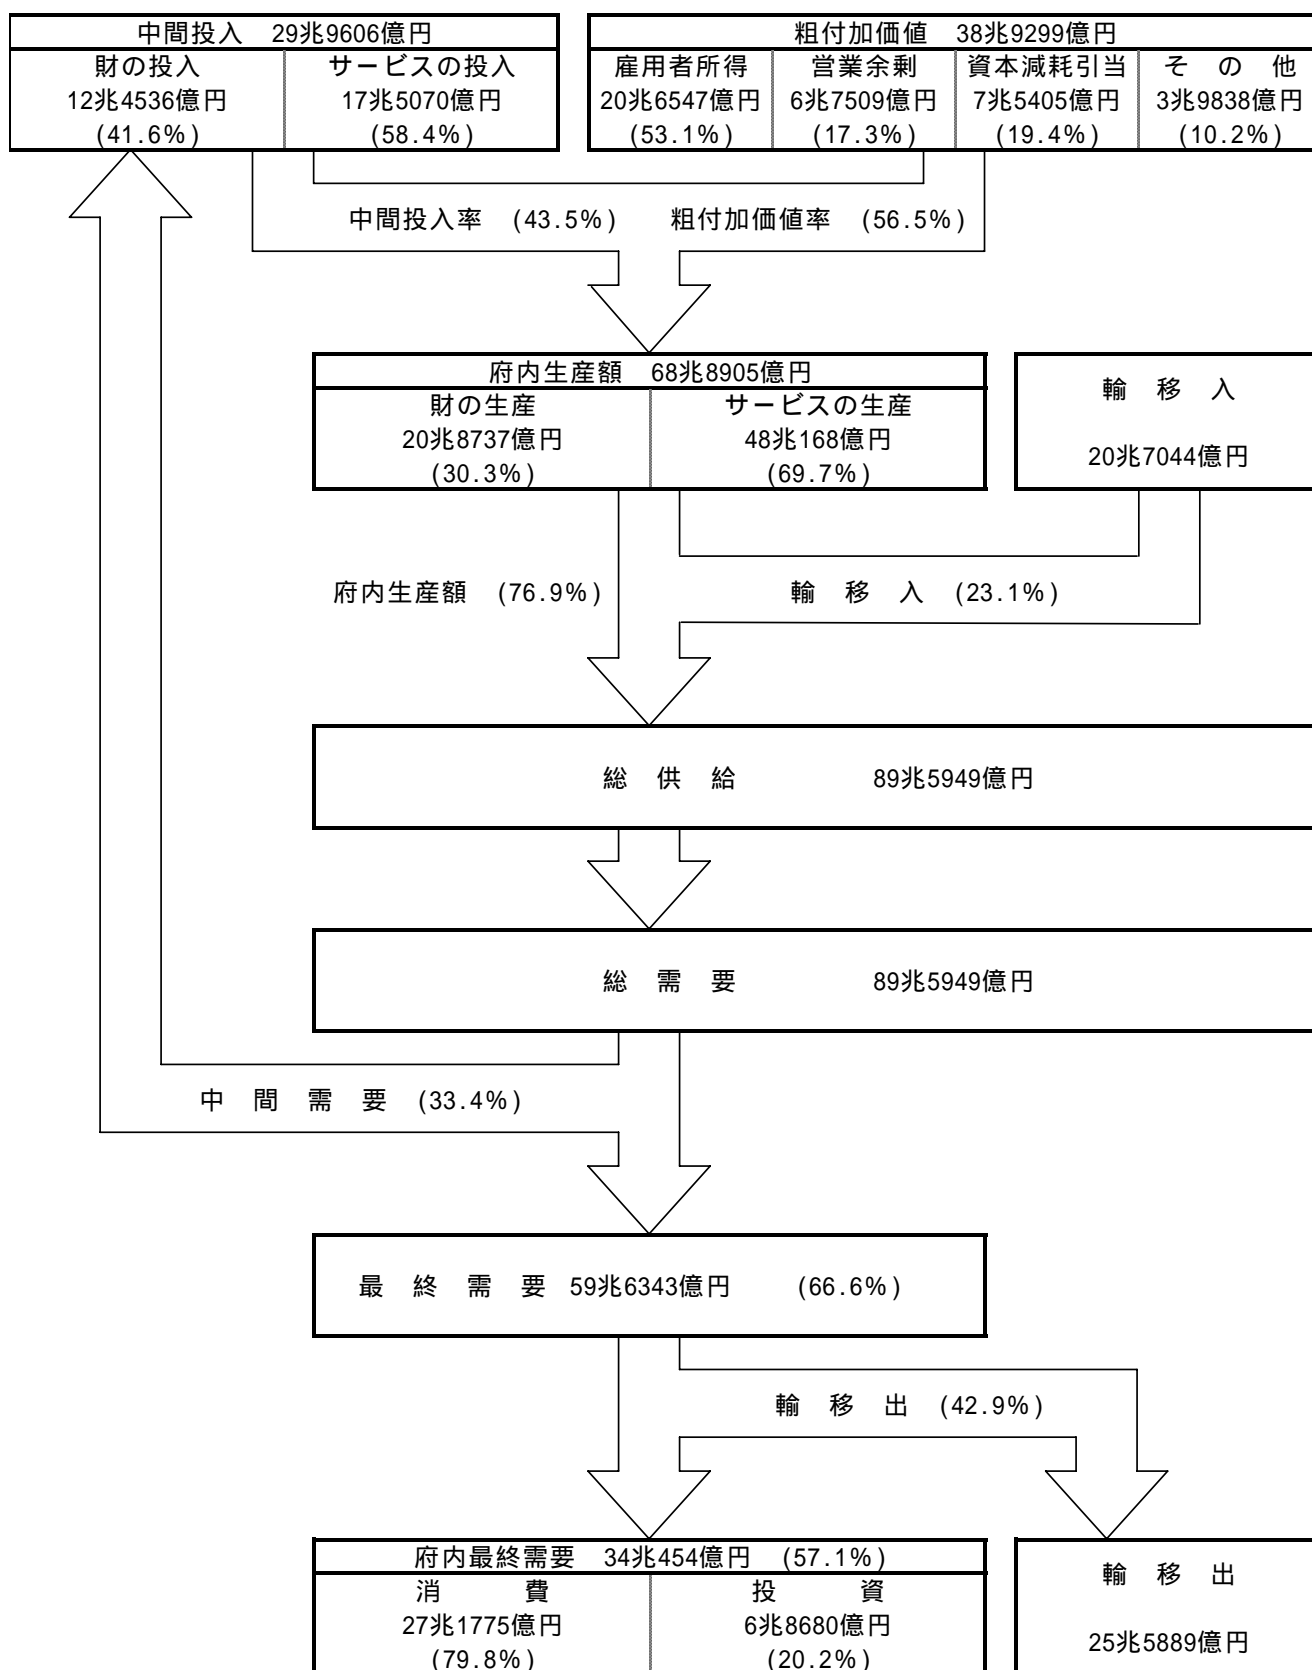 中間投入　29兆9606億円
財の投入
12兆4536億円
(41.6%)
サービスの投入
17兆5070億円
(58.4%)
粗付加価値　38兆9299億円
雇用者所得
20兆6547億円
(53.1%)
営業余剰
6兆7509億円
(17.3%)
資本減耗引当
7兆5405億円
(19.4%)
そ　の　他
3兆9838億円
(10.2%)
中間投入率　(43.5%)
粗付加価値率　(56.5%)
府内生産額　68兆8905億円
財の生産
20兆8737億円
(30.3%)
サービスの生産
48兆168億円
(69.7%)
輸　移　入
20兆7044億円
府内生産額　(76.9%)
輸　移　入　(23.1%)
総　供　給　89兆5949億円
総　需　要　89兆5949億円
中　間　需　要　(33.4%)
最　終　需　要　59兆6343億円　(66.6%)
輸　移　出　(42.9%)
府内最終需要　34兆454億円　(57.1%)
消　費
27兆1775億円
(79.8%)
投　資
6兆8680億円
(20.2%)
輸　移　出
25兆5889億円